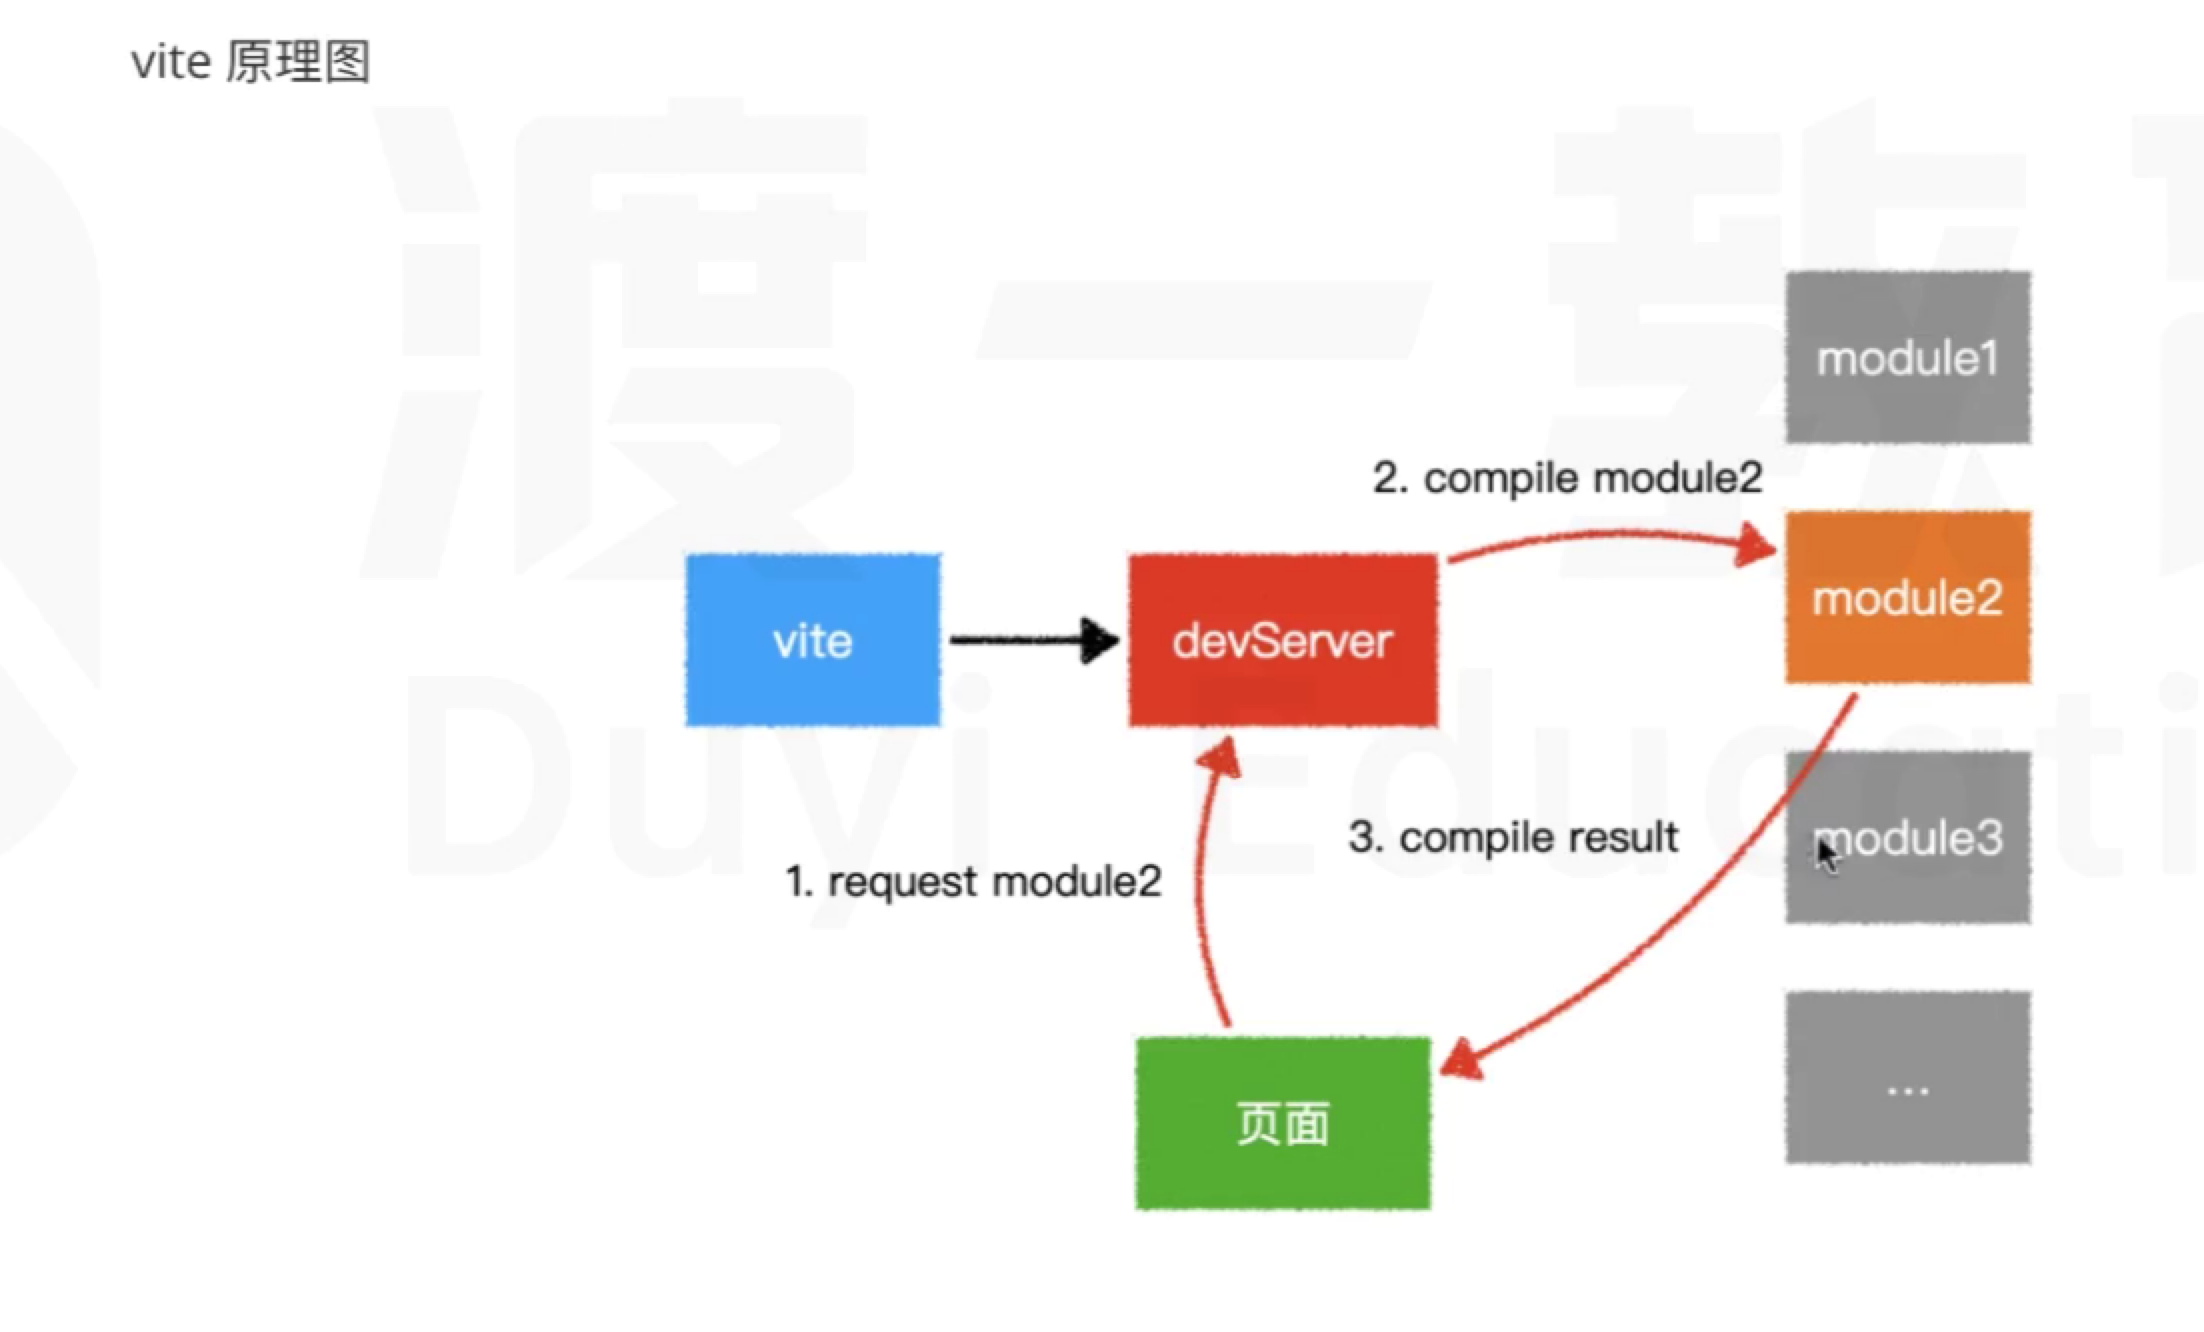 vite 原理图
渡一教育
Duyi Educati
module1
2. compile module2
module2
vite
devServer
module3
3. compile result
1. request module2
页面
...